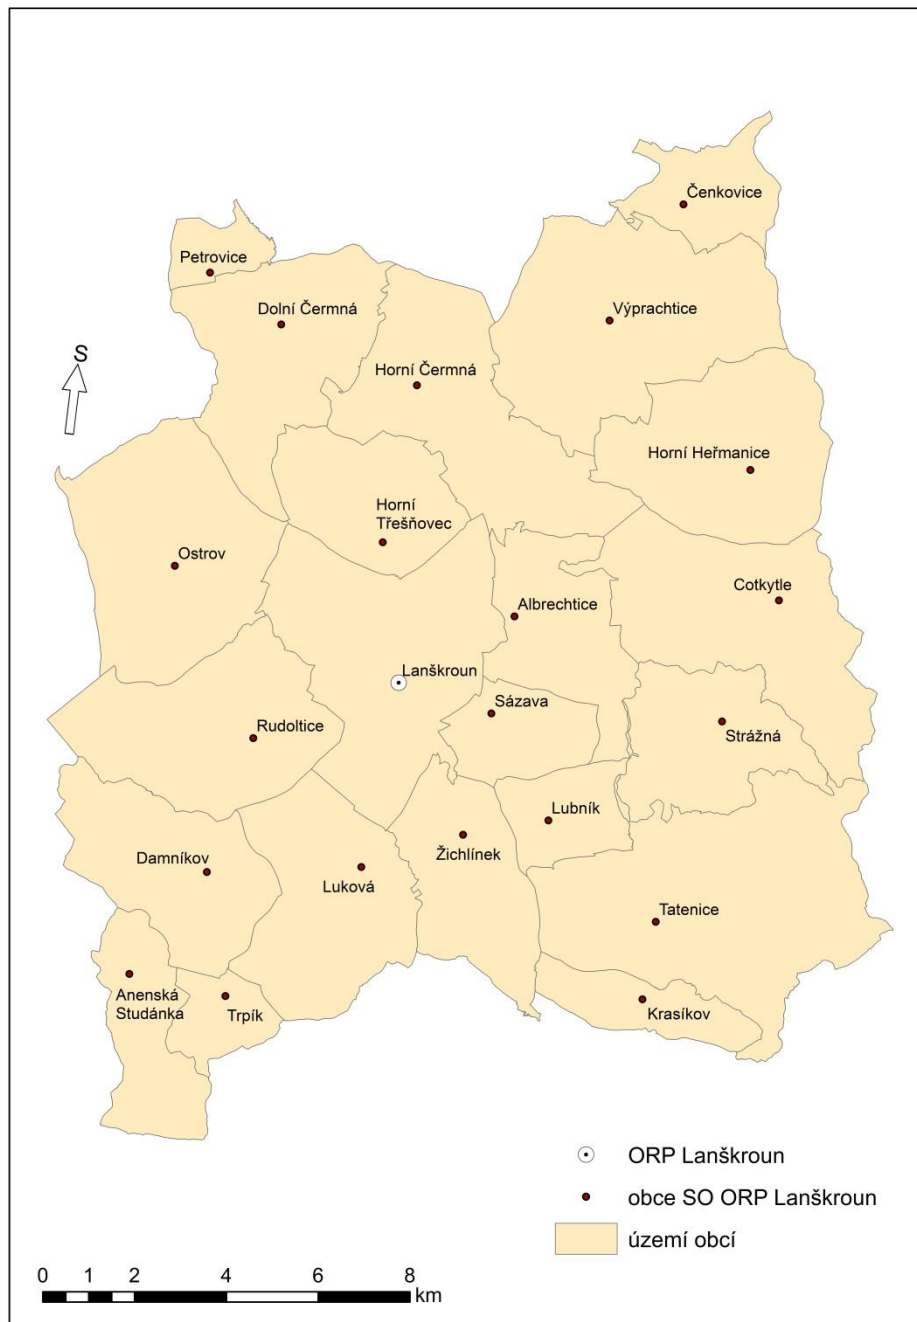 Čenkovice
Petrovice
Dolní Čermná
Výprachtice
S
Horní Čermná
Horní Heřmanice
Horní
Třešňovec
Ostrov
Cotkytle
Albrechtice
Lanškroun
Sázava
Rudoltice
Strážná
Lubník
Damníkov
Luková
Žichlínek
Tatenice
Anenská
Studánka
Trpík
Krasíkov
ORP Lanškroun
obce SO ORP Lanškroun
území obcí
0 1 2 4 6 8
km